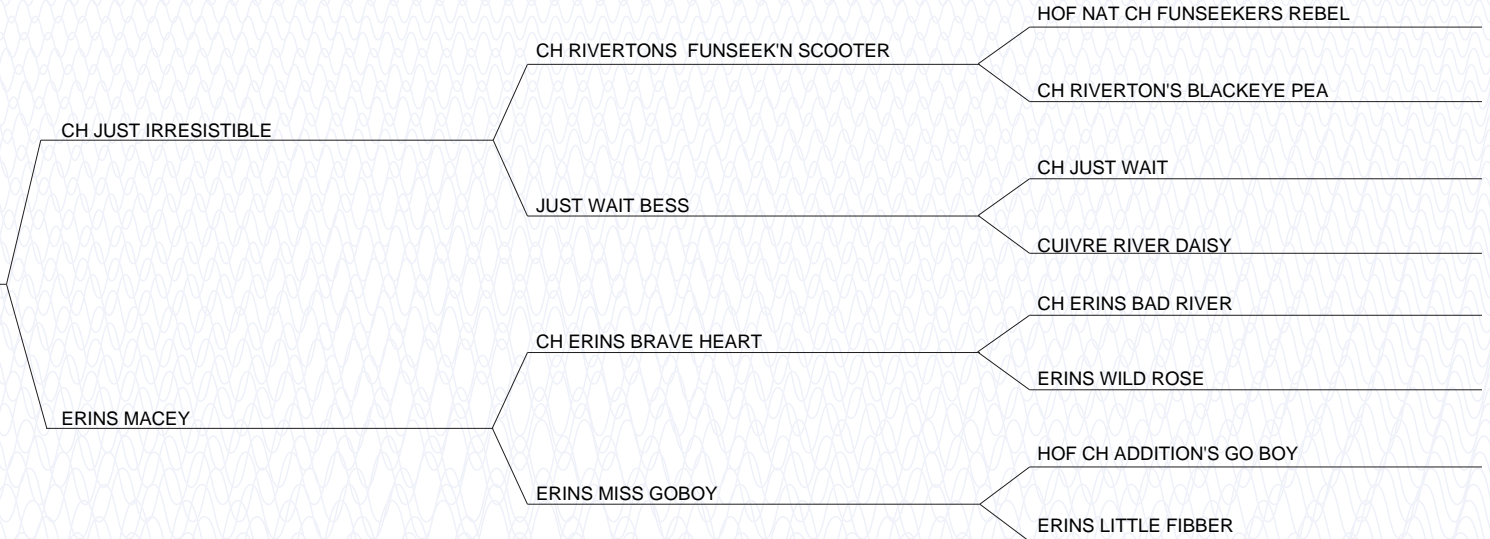 HOF NAT CH FUNSEEKERS REBEL
CH RIVERTONS  FUNSEEK'N SCOOTER
CH RIVERTON'S BLACKEYE PEA
CH JUST IRRESISTIBLE
CH JUST WAIT
JUST WAIT BESS
CUIVRE RIVER DAISY
CH ERINS BAD RIVER
CH ERINS BRAVE HEART
ERINS WILD ROSE
ERINS MACEY
HOF CH ADDITION'S GO BOY
ERINS MISS GOBOY
ERINS LITTLE FIBBER